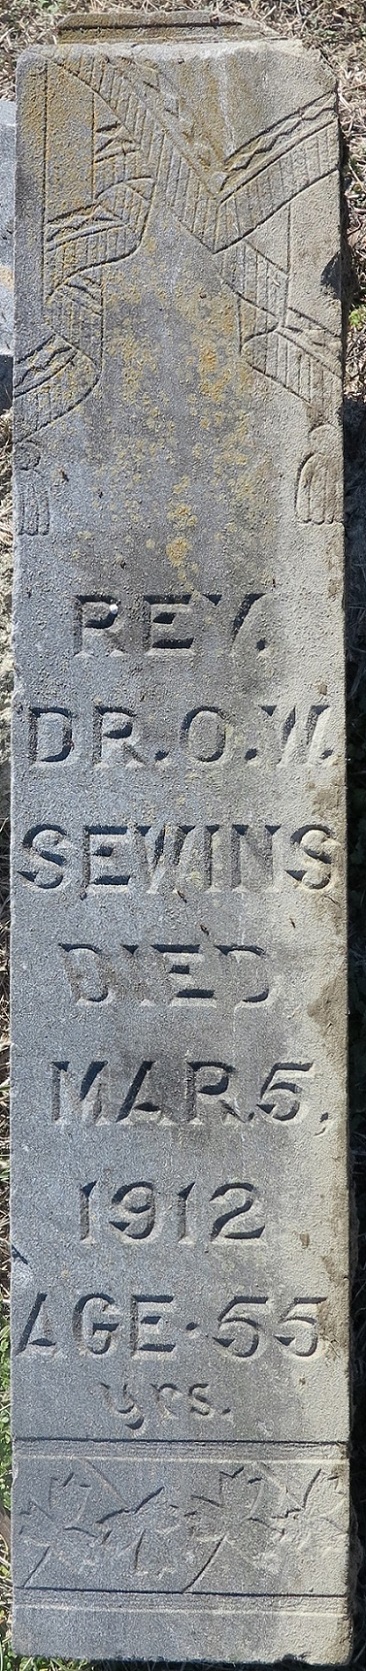 REV.
DR. O. W.
SEWINS
DIED
MAR. 5,
1912
AGE. 55
yrs.